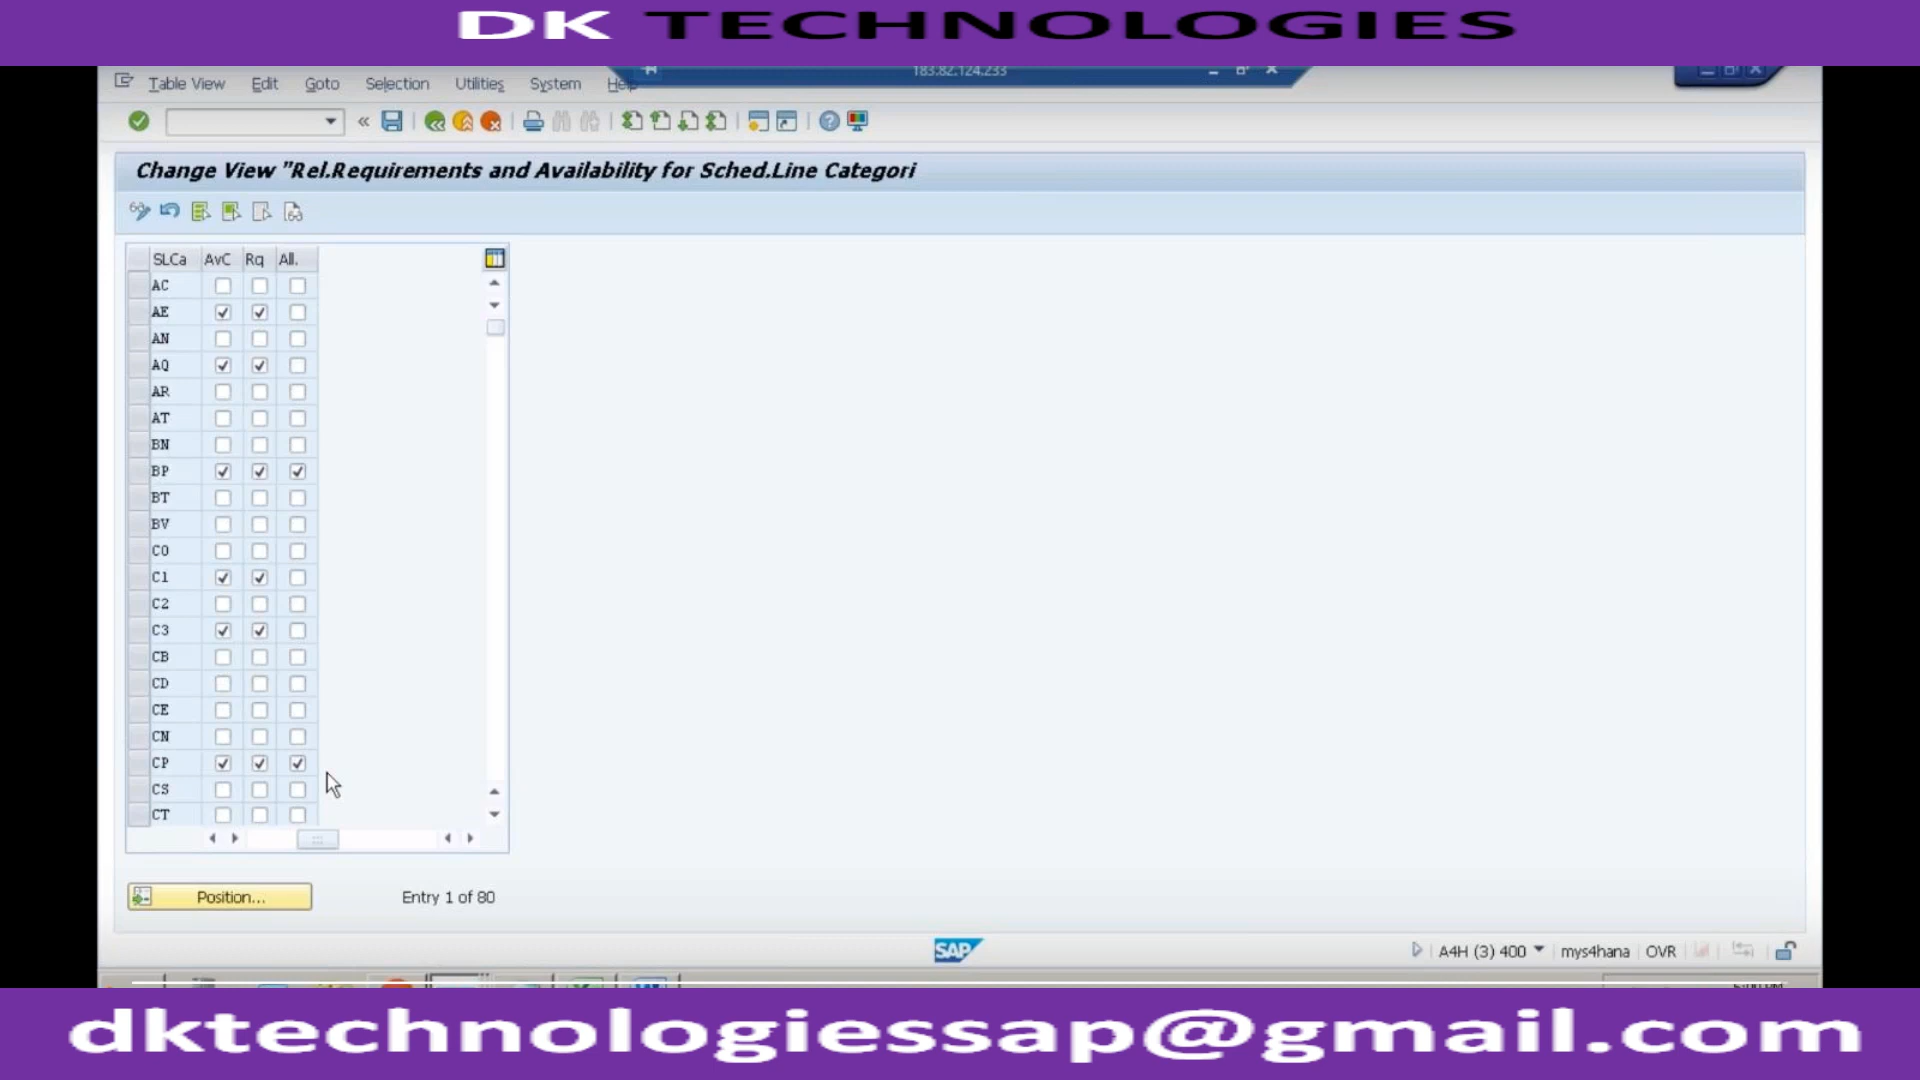 DK TECHNOLOGIES
183.82.124.233
Table View Edit Goto Selection Utilities System Help
Change View "Rel.Requirements and Availability for Sched.Line Categori
SLCa AvC Rq All.
AC
AE
AN
AQ
AR
AT
BN
BP
BT
BV
C0
C1
C2
C3
CB
CD
CE
CN
CP
CS
CT
Position... Entry 1 of 80
SAP A4H (3) 400 mys4hana OVR
dktechnologiessap@gmail.com